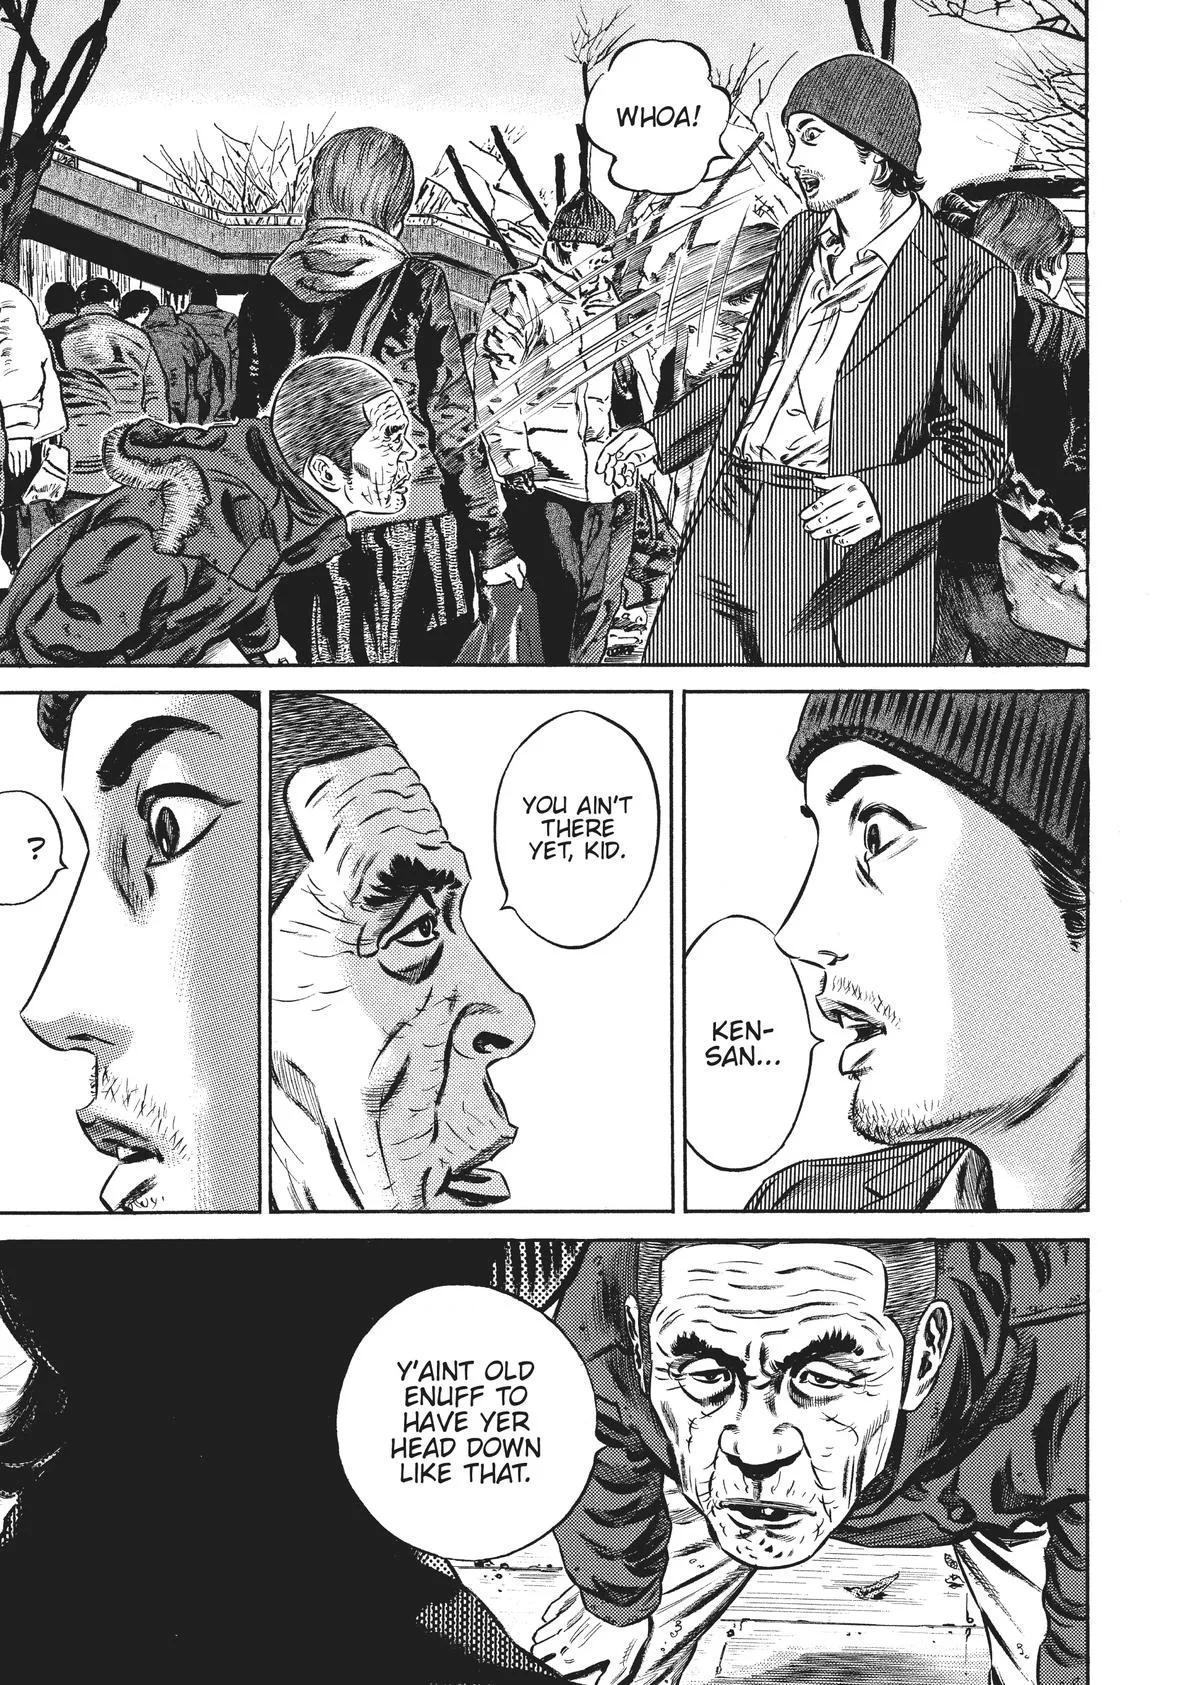 WHOA!
KEN-
SAN...
YOU AIN'T
THERE
YET, KID.
?
Y'AINT OLD
ENUFF TO
HAVE YER
HEAD DOWN
LIKE THAT.